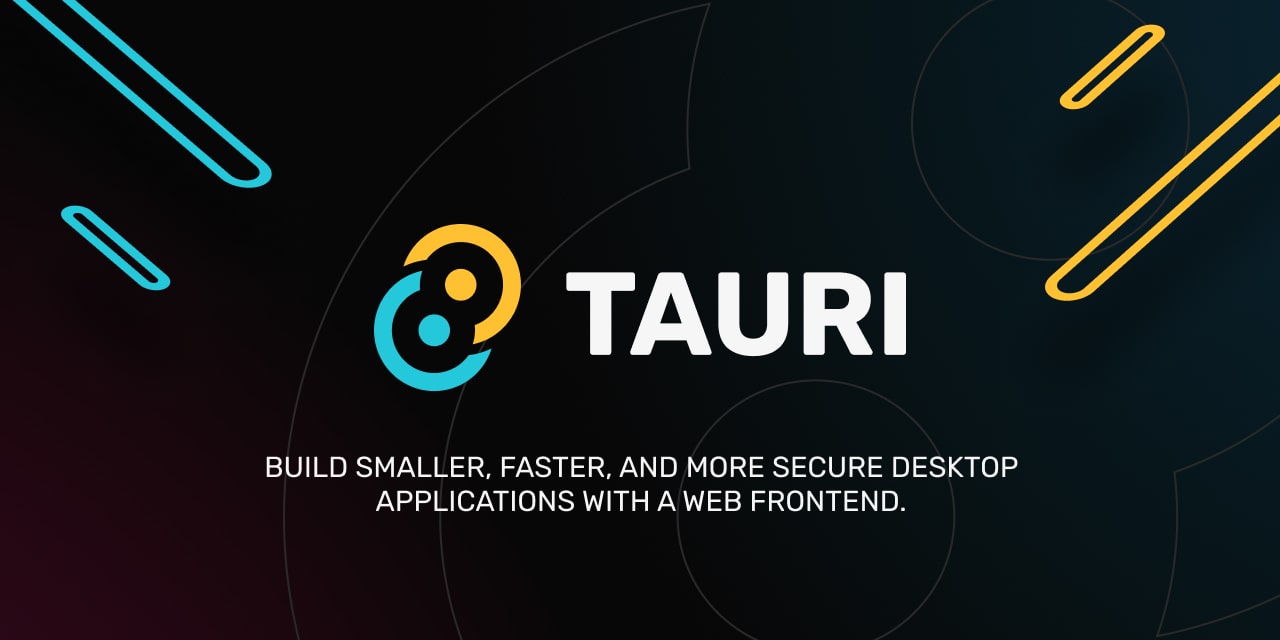 TAURI
BUILD SMALLER, FASTER, AND MORE SECURE DESKTOP
APPLICATIONS WITH A WEB FRONTEND.